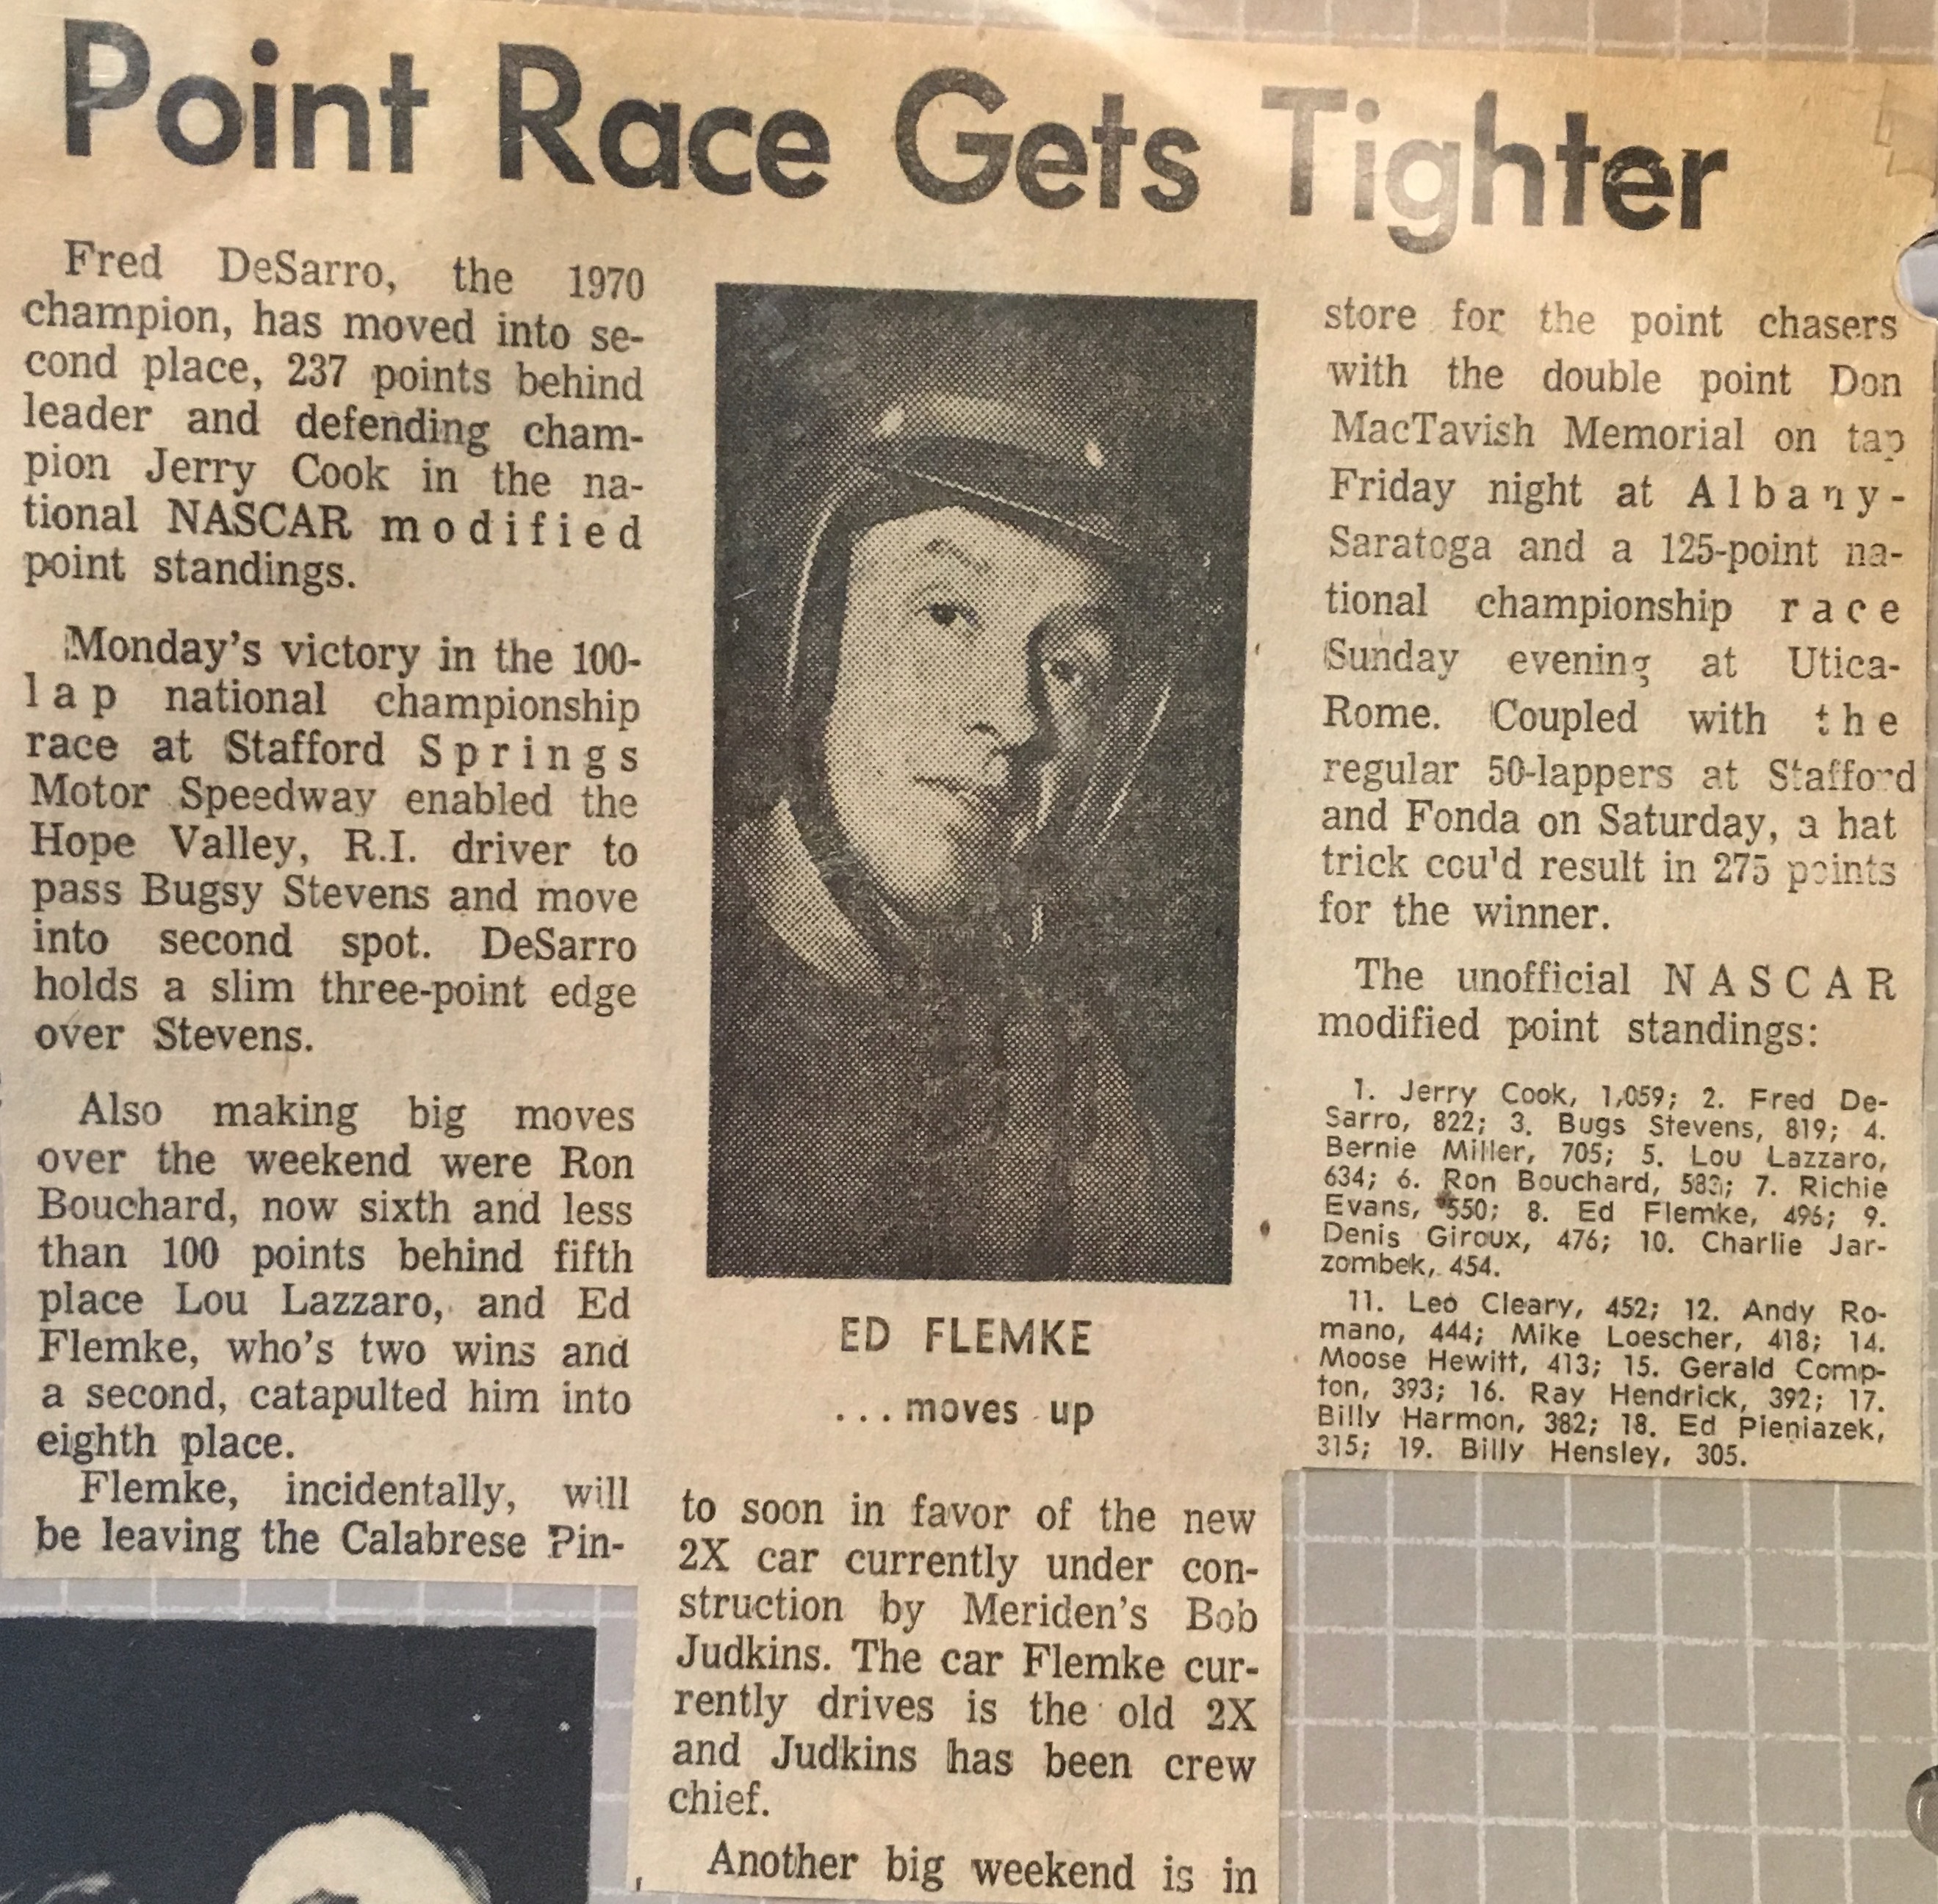 Point Race Gets Tighter
Fred DeSarro, the 1970
champion, has moved into se-
cond place, 237 points behind
leader and defending cham-
pion Jerry Cook in the na-
tional NASCAR modified
point standings.
Monday's victory in the 100-
lap national championship
race at Stafford Springs
Motor Speedway enabled the
Hope Valley, R.I. driver to
pass Bugsy Stevens and move
into second spot. DeSarro
holds a slim three-point edge
over Stevens.
Also making big moves
over the weekend were Ron
Bouchard, now sixth and less
than 100 points behind fifth
place Lou Lazzaro, and Ed
Flemke, who's two wins and
a second, catapulted him into
eighth place.
Flemke, incidentally, will
be leaving the Calabrese Pin-
ED FLEMKE
...moves up
to soon in favor of the new
2X car currently under con-
struction by Meriden's Bob
Judkins. The car Flemke cur-
rently drives is the old 2X
and Judkins has been crew
chief.
Another big weekend is in
store for the point chasers
with the double point Don
MacTavish Memorial on tap
Friday night at Albany-
Saratoga and a 125-point na-
tional championship race
Sunday evening at Utica-
Rome. Coupled with the
regular 50-lappers at Stafford
and Fonda on Saturday, a hat
trick cou'd result in 275 points
for the winner.
The unofficial NASCAR
modified point standings:
1. Jerry Cook, 1,059; 2. Fred De-
Sarro, 822; 3. Bugs Stevens, 819; 4.
Bernie Miller, 705; 5. Lou Lazzaro,
634; 6. Ron Bouchard, 7. Richie
Evans, 550; 8. Ed Flemke, 496; 9.
Denis Giroux, 476; 10. Charlie Jar-
zombek, 454.
11. Leo Cleary, 452; 12. Andy Ro-
mano, 444; Mike Loescher, 418; 14.
Moose Hewitt, 413; 15. Gerald Comp-
ton, 393; 16. Ray Hendrick, 392; 17.
Billy Harmon, 382; 18. Ed Pieniazek,
315; 19. Billy Hensley, 305.